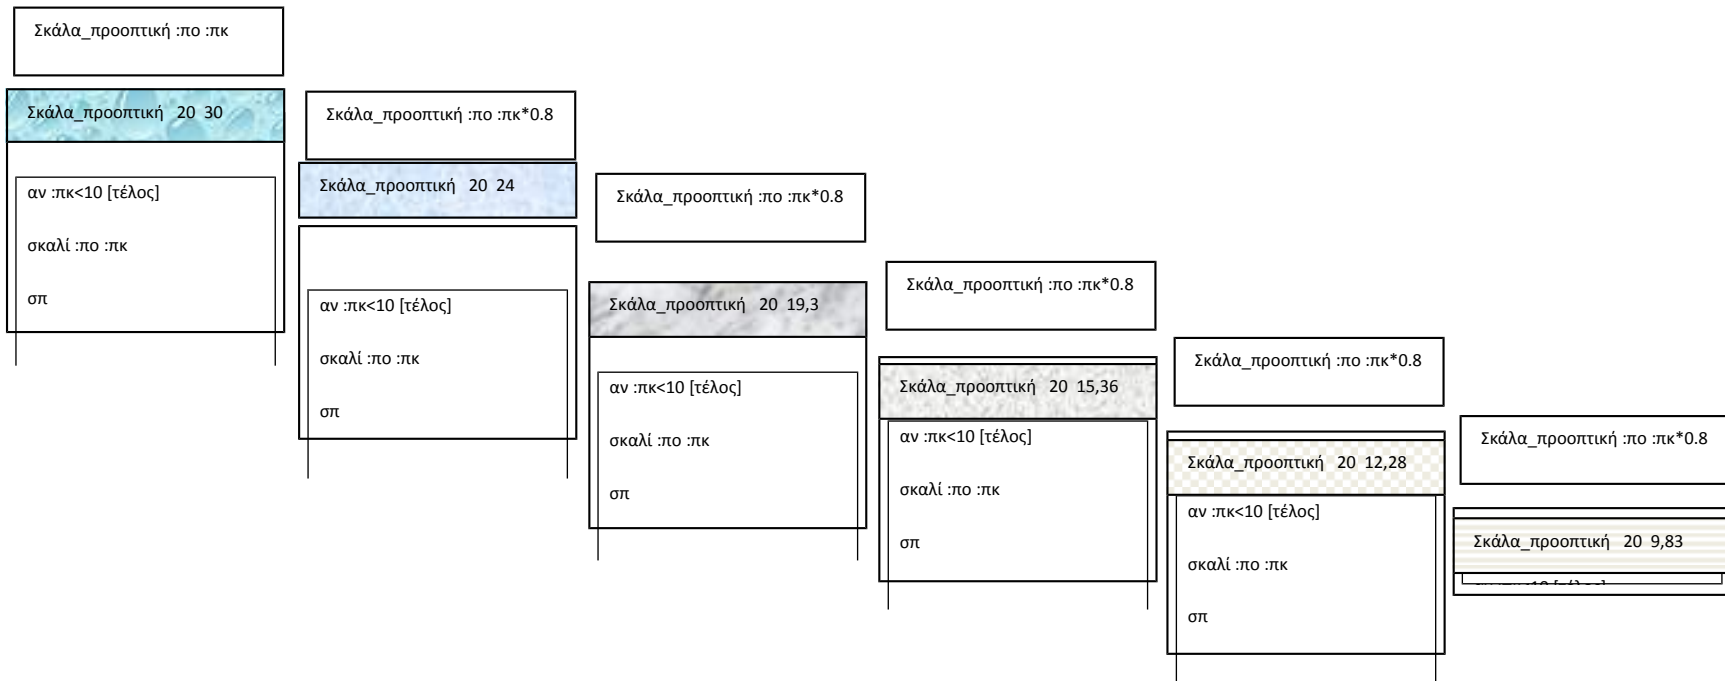 Σκάλα_προοπτική :πο :πκ
Σκάλα_προοπτική 20 30
αν :πκ<10 [τέλος]
σκαλί :πο :πκ
σπ
Σκάλα_προοπτική :πο :πκ*0.8
Σκάλα_προοπτική 20 24
αν :πκ<10 [τέλος]
σκαλί :πο :πκ
σπ
Σκάλα_προοπτική :πο :πκ*0.8
Σκάλα_προοπτική 20 19,3
αν :πκ<10 [τέλος]
σκαλί :πο :πκ
σπ
Σκάλα_προοπτική :πο :πκ*0.8
Σκάλα_προοπτική 20 15,36
αν :πκ<10 [τέλος]
σκαλί :πο :πκ
σπ
Σκάλα_προοπτική :πο :πκ*0.8
Σκάλα_προοπτική 20 12,28
αν :πκ<10 [τέλος]
σκαλί :πο :πκ
σπ
Σκάλα_προοπτική :πο :πκ*0.8
Σκάλα_προοπτική 20 9,83